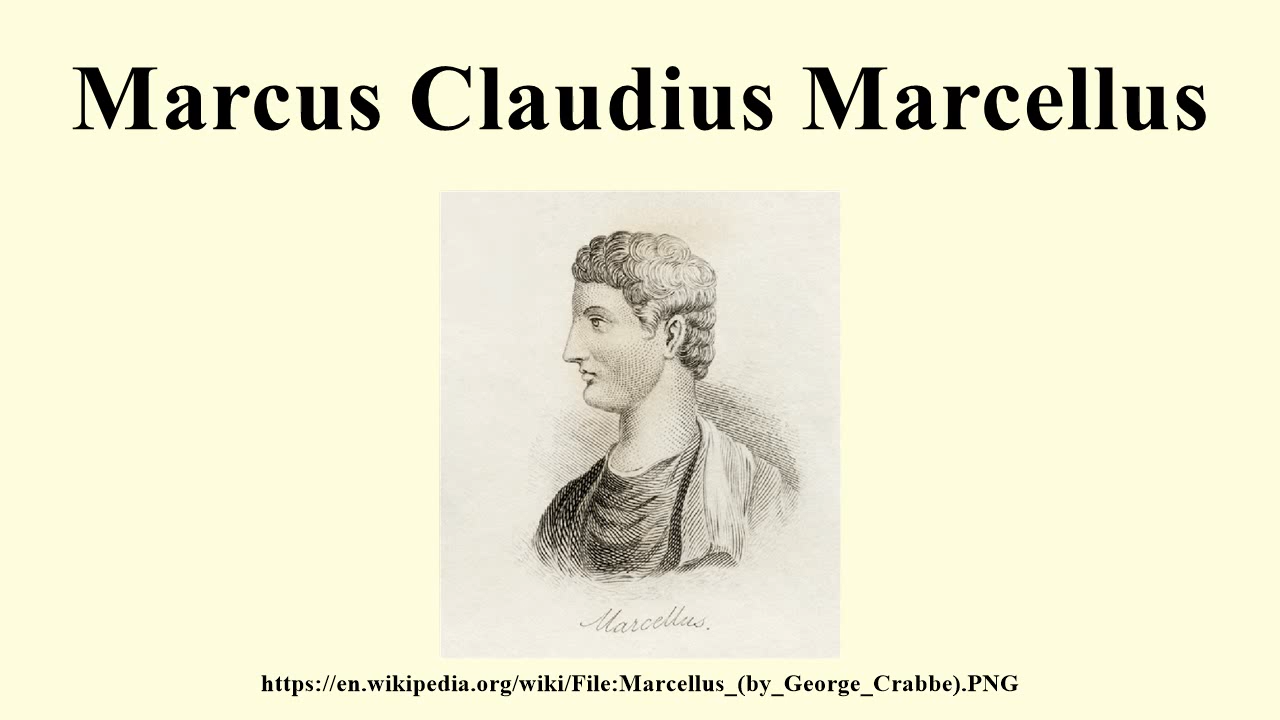 Marcus Claudius Marcellus
Marcellus.
https://en.wikipedia.org/wiki/File:Marcellus_(by_George_Crabbe).PNG